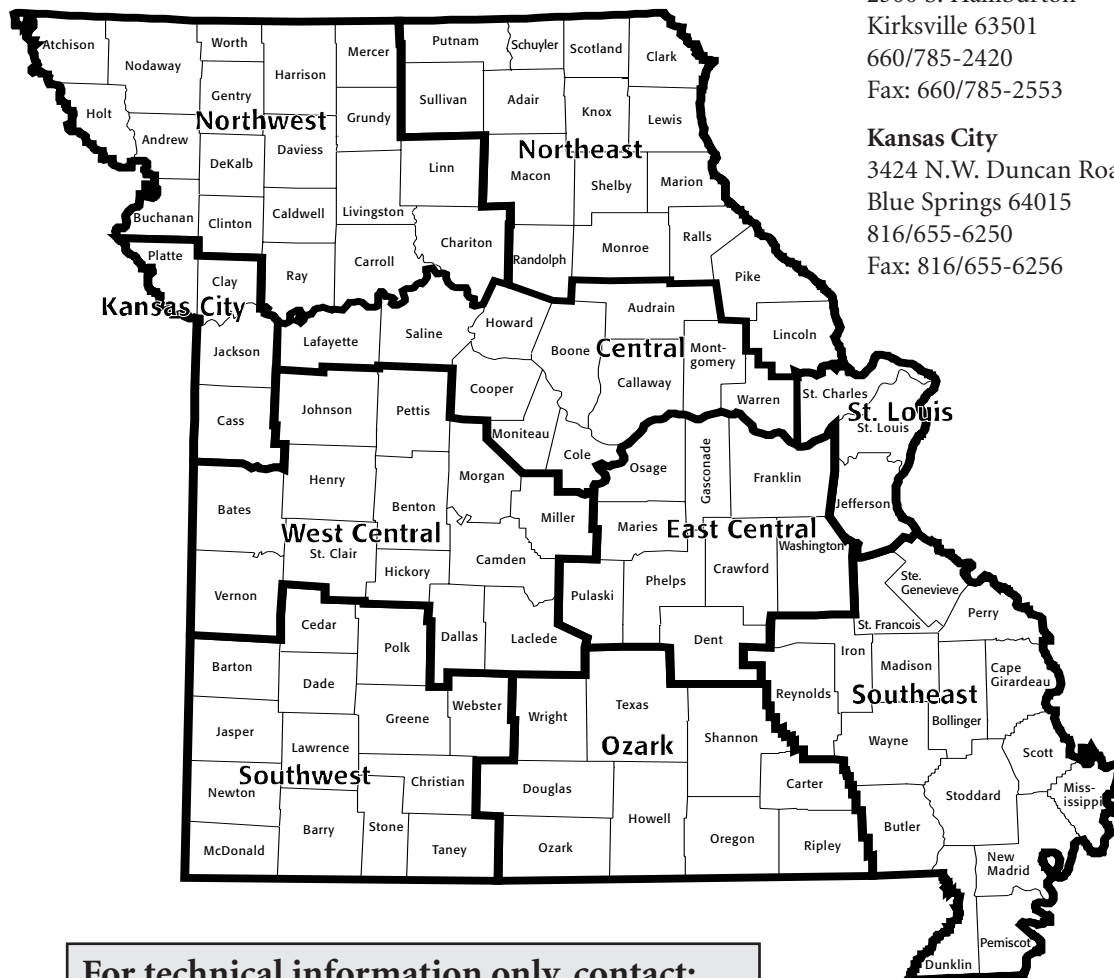 Kirksville 63501
660/785-2420
Fax: 660/785-2553
Kansas City
3424 N.W. Duncan
Blue Springs 64015
816/655-6250
Fax: 816/655-6256
Atchison
Nodaway
Worth
Harrison
Mercer
Putnam
Schuyler
Scotland
Clark
Holt
Gentry
Andrew
Northwest
Grundy
Sullivan
Adair
Knox
Lewis
DeKalb
Daviess
Linn
Northeast
Macon
Shelby
Marion
Buchanan
Clinton
Caldwell
Livingston
Chariton
Randolph
Monroe
Ralls
Platte
Clay
Ray
Carroll
Pike
Kansas City
Jackson
Lafayette
Saline
Howard
Boone
Audrain
Central
Mont-
gomery
Lincoln
Callaway
Cooper
Warren
St. Charles
St. Louis
St. Louis
Cass
Johnson
Pettis
Moniteau
Cole
Osage
Gasconade
Franklin
Jefferson
Henry
Morgan
Bates
Benton
Miller
Maries
East Central
Washington
West Central
St. Clair
Camden
Hickory
Vernon
Pulaski
Phelps
Crawford
Ste.
Genevieve
Perry
St. Francois
Cedar
Polk
Dallas
Laclede
Dent
Iron
Madison
Cape
Girardeau
Barton
Dade
Reynolds
Southeast
Bollinger
Greene
Webster
Wright
Texas
Shannon
Wayne
Scott
Jasper
Lawrence
Ozark
Southwest
Christian
Newton
Douglas
Howell
Carter
Stoddard
Miss-
issippi
Barry
Stone
Taney
McDonald
Ozark
Oregon
Ripley
Butler
New
Madrid
Pemiscot
Dunklin
For technical information only, contact: